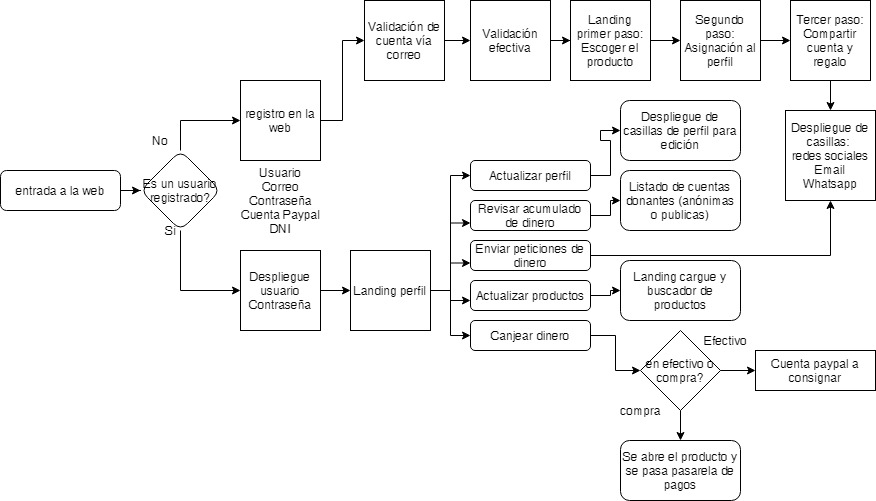 Validación de
cuenta vía
correo
Validación
efectiva
Landing
primer paso:
Escoger el
producto
Segundo
paso:
Asignación al
perfil
Tercer paso:
Compartir
cuenta y
regalo
registro en la
web
No
Usuario
Correo
Contraseña
Cuenta Paypal
DNI
entrada a la web
Es un usuario
registrado?
Si
Despliegue
usuario
Contraseña
Landing perfil
Actualizar perfil
Revisar acumulado
de dinero
Enviar peticiones de
dinero
Actualizar productos
Canjear dinero
Despliegue de
casillas de perfil para
edición
Listado de cuentas
donantes (anónimas
o publicas)
Despliegue de
casillas:
redes sociales
Email
Whatsapp
Landing cargue y
buscador de
productos
en efectivo o
compra?
Efectivo
Cuenta paypal a
consignar
compra
Se abre el producto y
se pasa pasarela de
pagos